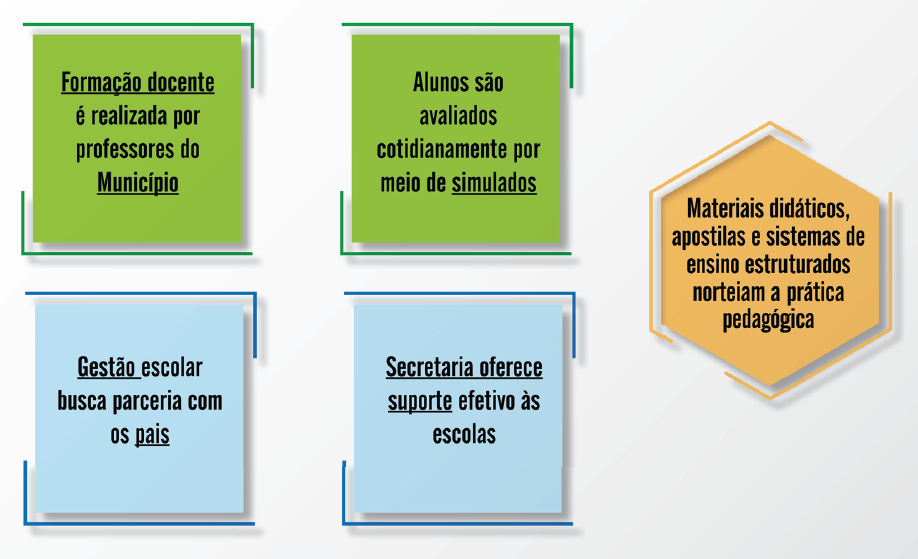 Formação docente
é realizada por
professores do
Município
Alunos são
avaliados
cotidianamente por
meio de simulados
Materiais didáticos,
apostilas e sistemas de
ensino estruturados
norteiam a prática
pedagógica
Gestão escolar
busca parceria com
os pais
Secretaria oferece
suporte efetivo às
escolas